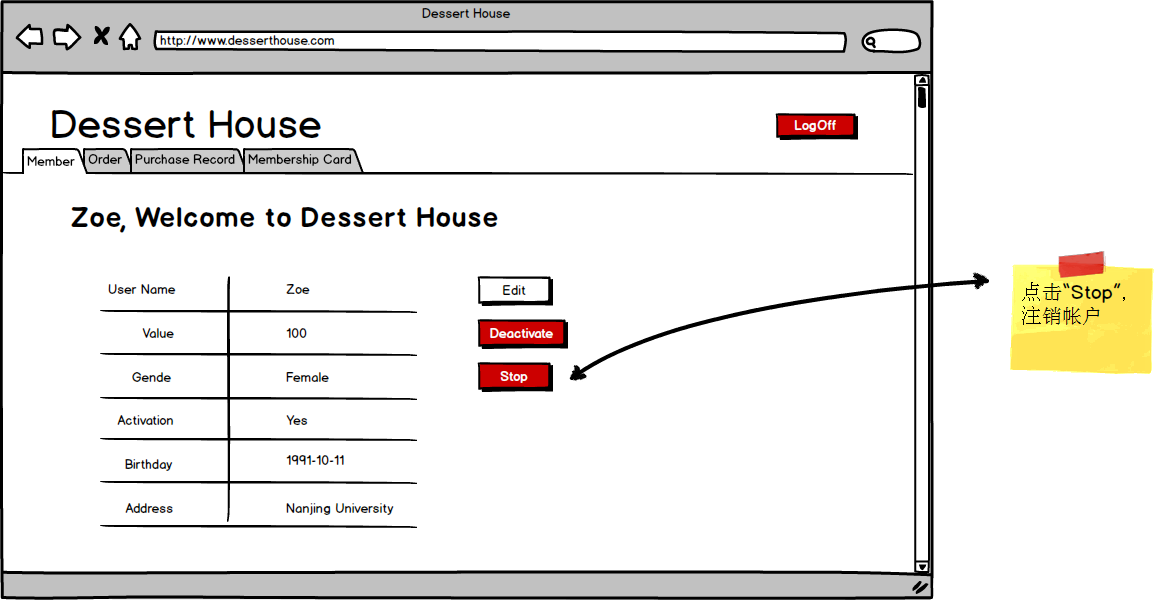 Dessert House
http://www.desserthouse.com
Dessert House
LogOff
Member Order Purchase Record Membership Card
Zoe, Welcome to Dessert House
User Name Zoe Edit
Value 100 Deactivate
Gende Female Stop
Activation Yes
Birthday 1991-10-11
Address Nanjing University
点击“Stop”,
注销帐户